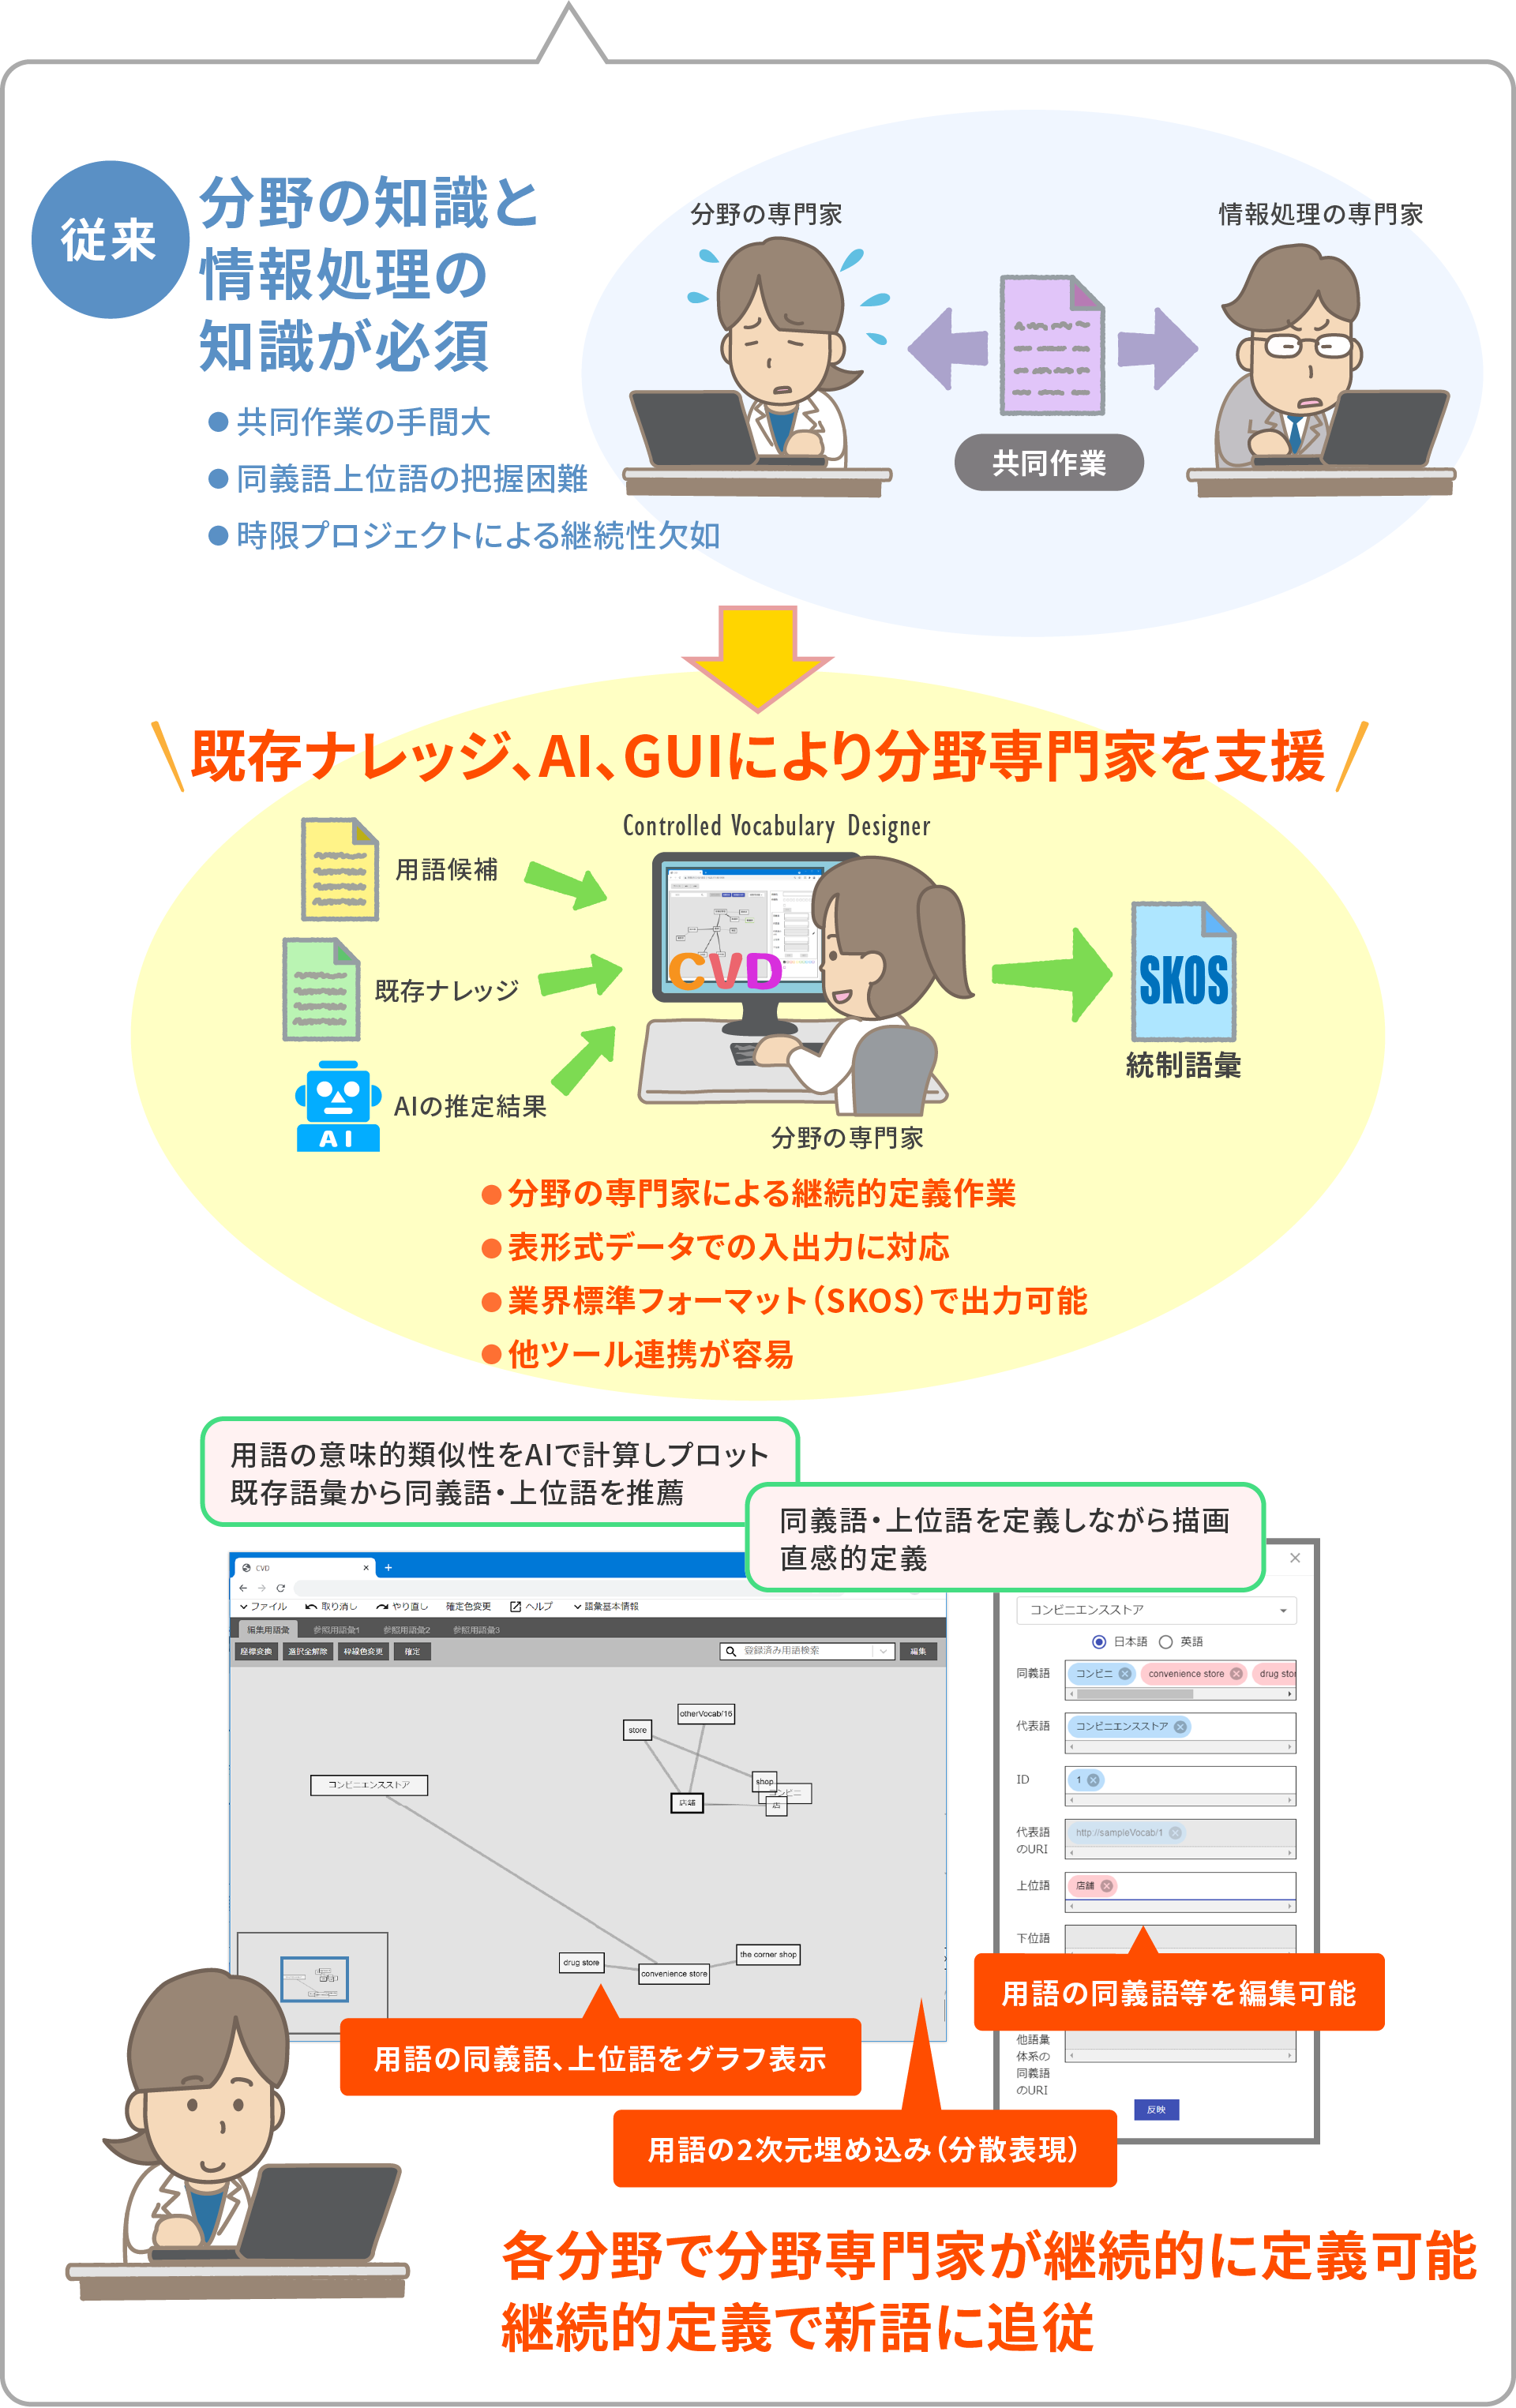 従来
分野の知識と
情報処理の
知識が必須
●共同作業の手間大
●同義語上位語の把握困難
●時限プロジェクトによる継続性欠如
分野の専門家
情報処理の専門家
共同作業
既存ナレッジ、AI、GUIにより分野専門家を支援
用語候補
既存ナレッジ
AI
AIの推定結果
Controlled Vocabulary Designer
CVD
分野の専門家
SKOS
統制語彙
●分野の専門家による継続的定義作業
●表形式データでの入出力に対応
●業界標準フォーマット（SKOS）で出力可能
●他ツール連携が容易
用語の意味的類似性をAIで計算しプロット
既存語彙から同義語・上位語を推薦
同義語・上位語を定義しながら描画
直感的定義
CVD
ファイル 取り消し やり直し 確定色変更 ヘルプ 語彙基本情報
編集用語彙 参照用語彙1 参照用語彙2 参照用語彙3
座標変換 選択全解除 枠線色変更 確定 登録済み用語検索 編集
otherVocab/16
store
shop
コンビニ
店舗
店
コンビニエンスストア
drug store
convenience store
the corner shop
コンビニエンスストア
日本語 英語
同義語 コンビニ convenience store drug stor
代表語 コンビニエンスストア
ID 1
代表語
のURI
http://sampleVocab/1
上位語 店舗
下位語
用語の同義語等を編集可能
他語彙
体系の
同義語
のURI
反映
用語の同義語、上位語をグラフ表示
用語の2次元埋め込み（分散表現）
各分野で分野専門家が継続的に定義可能
継続的定義で新語に追従